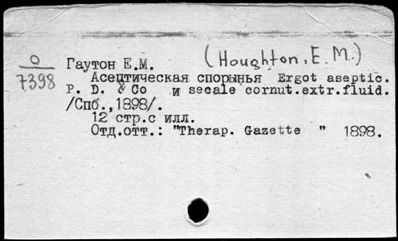 О
7398
Гаутон Е.М. (Houghton, E. M.)
Асептическая спорынья Ergot aseptic.
P. D. & Co и secale cornut.extr.fluid.
/Спб.,1898/.
12 стр.с илл.
Отд.отт.: "Therap. Gazette " 1898.